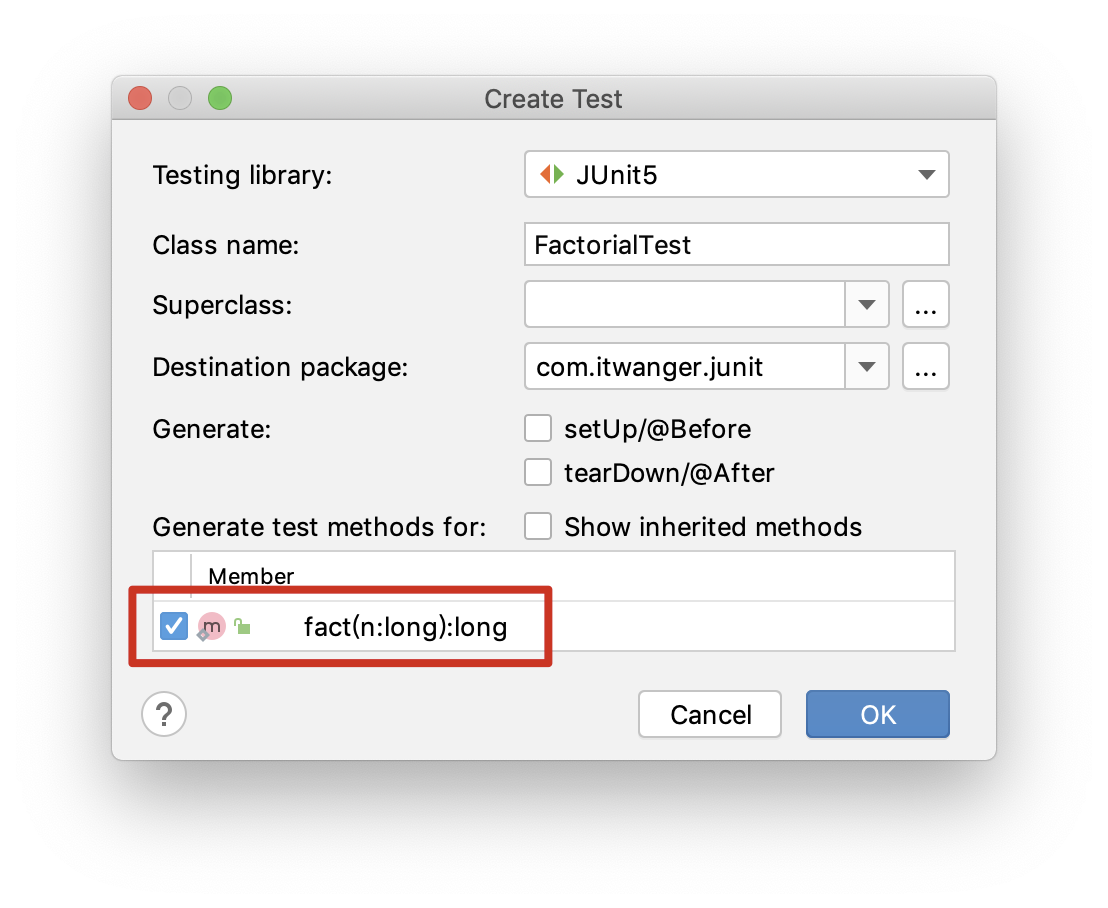 Create Test
Testing library: JUnit5
Class name: FactorialTest
Superclass: ...
Destination package: com.itwanger.junit ...
Generate: setUp/@Before
tearDown/@After
Generate test methods for: Show inherited methods
Member
m fact(n:long):long
? Cancel OK